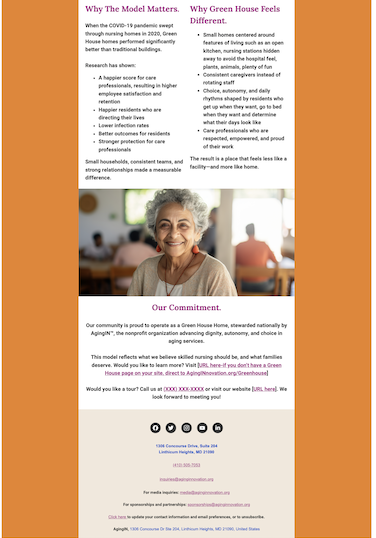 Why The Model Matters.
When the COVID-19 pandemic swept
through nursing homes in 2020, Green
House homes performed significantly
better than traditional buildings.
Research has shown:
• A happier score for care
professionals, resulting in higher
employee satisfaction and
retention
• Happier residents who are
directing their lives
• Lower infection rates
• Better outcomes for residents
• Stronger protection for care
professionals
Small households, consistent teams, and
strong relationships made a measurable
difference.
Why Green House Feels
Different.
• Small homes centered around
features of living such as an open
kitchen, nursing stations hidden
away to avoid the hospital feel,
plants, animals, plenty of fun
• Consistent caregivers instead of
rotating staff
• Choice, autonomy, and daily
rhythms shaped by residents who
get up when they want, go to bed
when they want and determine
what their days look like
• Care professionals who are
respected, empowered, and proud
of their work
The result is a place that feels less like a
facility—and more like home.
Our Commitment.
Our community is proud to operate as a Green House Home, stewarded nationally by
AgingIN™, the nonprofit organization advancing dignity, autonomy, and choice in
aging services.
This model reflects what we believe skilled nursing should be, and what families
deserve. Would you like to learn more? Visit [URL here-if you don't have a Green
House page on your site, direct to AgingINnovation.org/Greenhouse]
Would you like a tour? Call us at (XXX) XXX-XXXX or visit our website [URL here]. We
look forward to meeting you!
1306 Concourse Drive, Suite 204
Linthicum Heights, MD 21090
inquiries@aginginnovation.org
For media inquiries: media@aginginnovation.org
For sponsorships and partnerships: sponsorships@aginginnovation.org
Click here to update your contact information and email preferences, or to unsubscribe.
AgingIN, 1306 Concourse Dr Ste 204, Linthicum Heights, MD 21090, United States